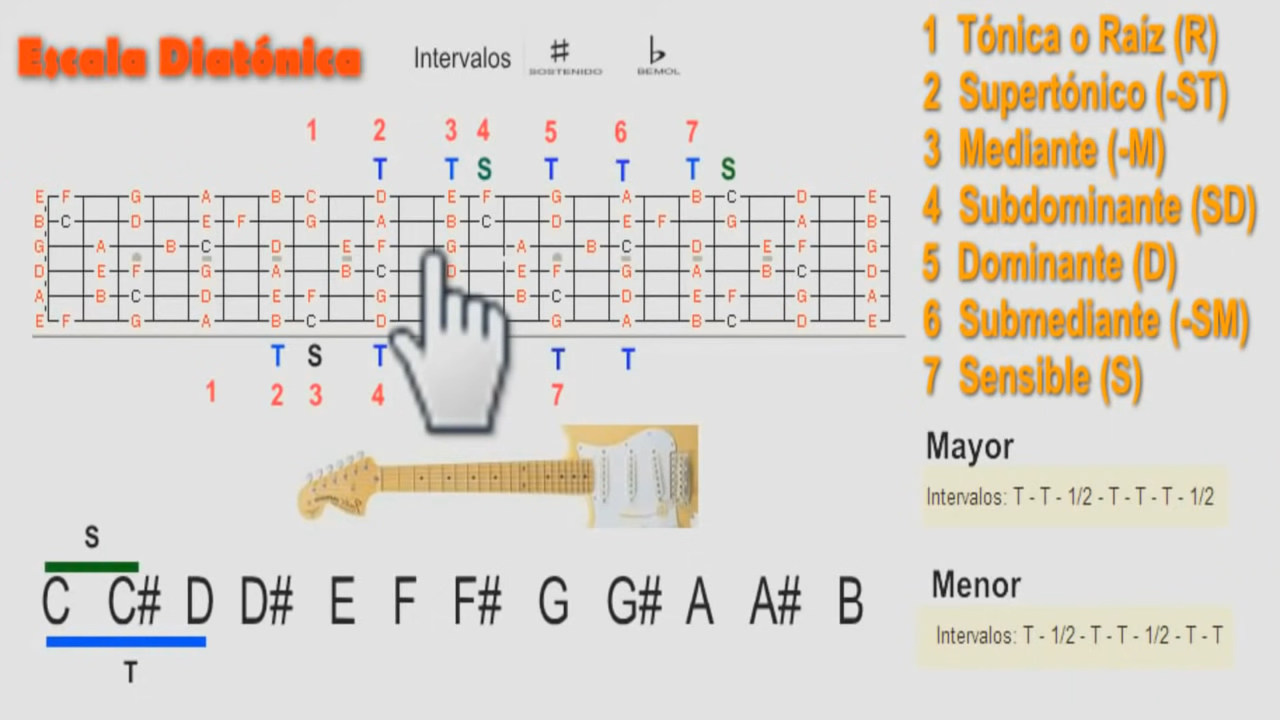 Escala Diatónica
Intervalos
♯
SOSTENIDO
♭
BEMOL
1 2 3 4 5 6 7
T T S T T T S
E F G A B C D E F G A B C D E
B C D E F G A B C D E F G A B
G A B C D E F G A B C D E F G
D E F G A B C D E F G A B C D
A B C D E F G B C D E F G A
E F G A B C D G A B C D E
T S T T T
1 2 3 4 7
S
C C# D D# E F F# G G# A A# B
T
1 Tónica o Raíz (R)
2 Supertónico (-ST)
3 Mediante (-M)
4 Subdominante (SD)
5 Dominante (D)
6 Submediante (-SM)
7 Sensible (S)
Mayor
Intervalos: T - T - 1/2 - T - T - T - 1/2
Menor
Intervalos: T - 1/2 - T - T - 1/2 - T - T